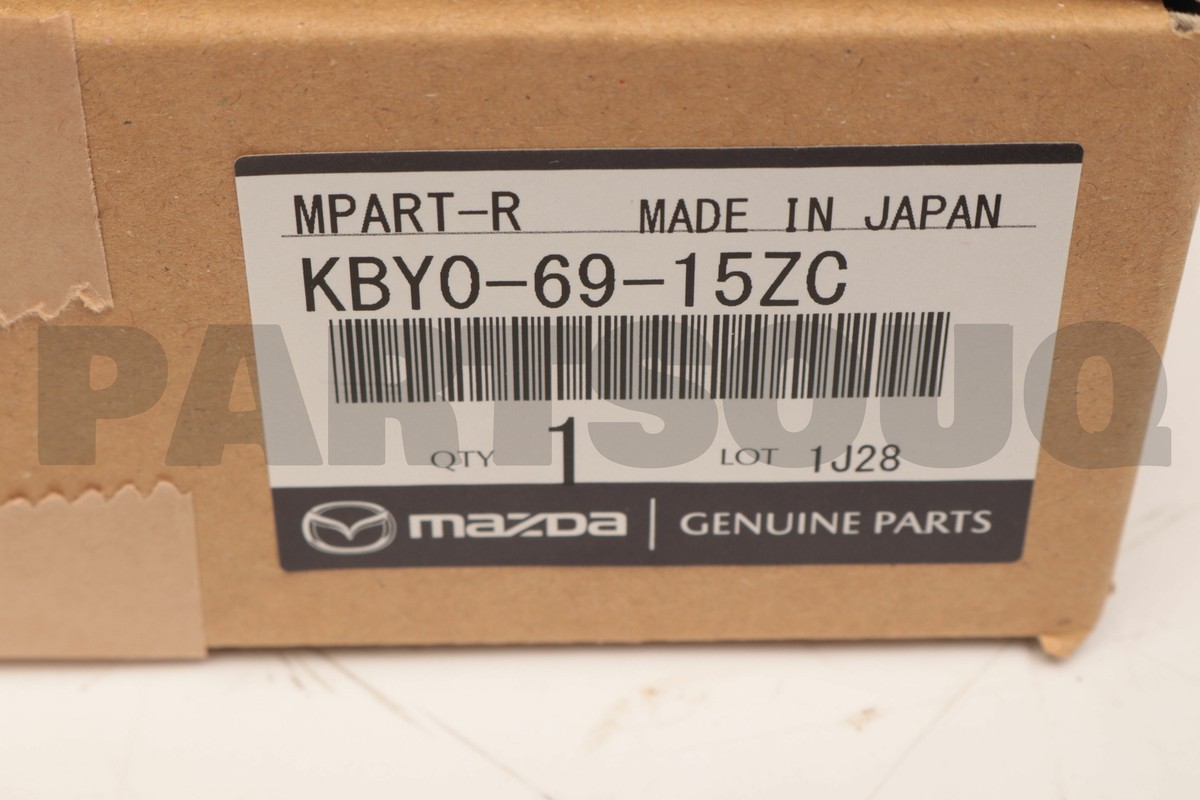 MPART-R MADE IN JAPAN
KBY0-69-15ZC
PARTSOUQ
QTY 1 LOT 1J28
mazda GENUINE PARTS